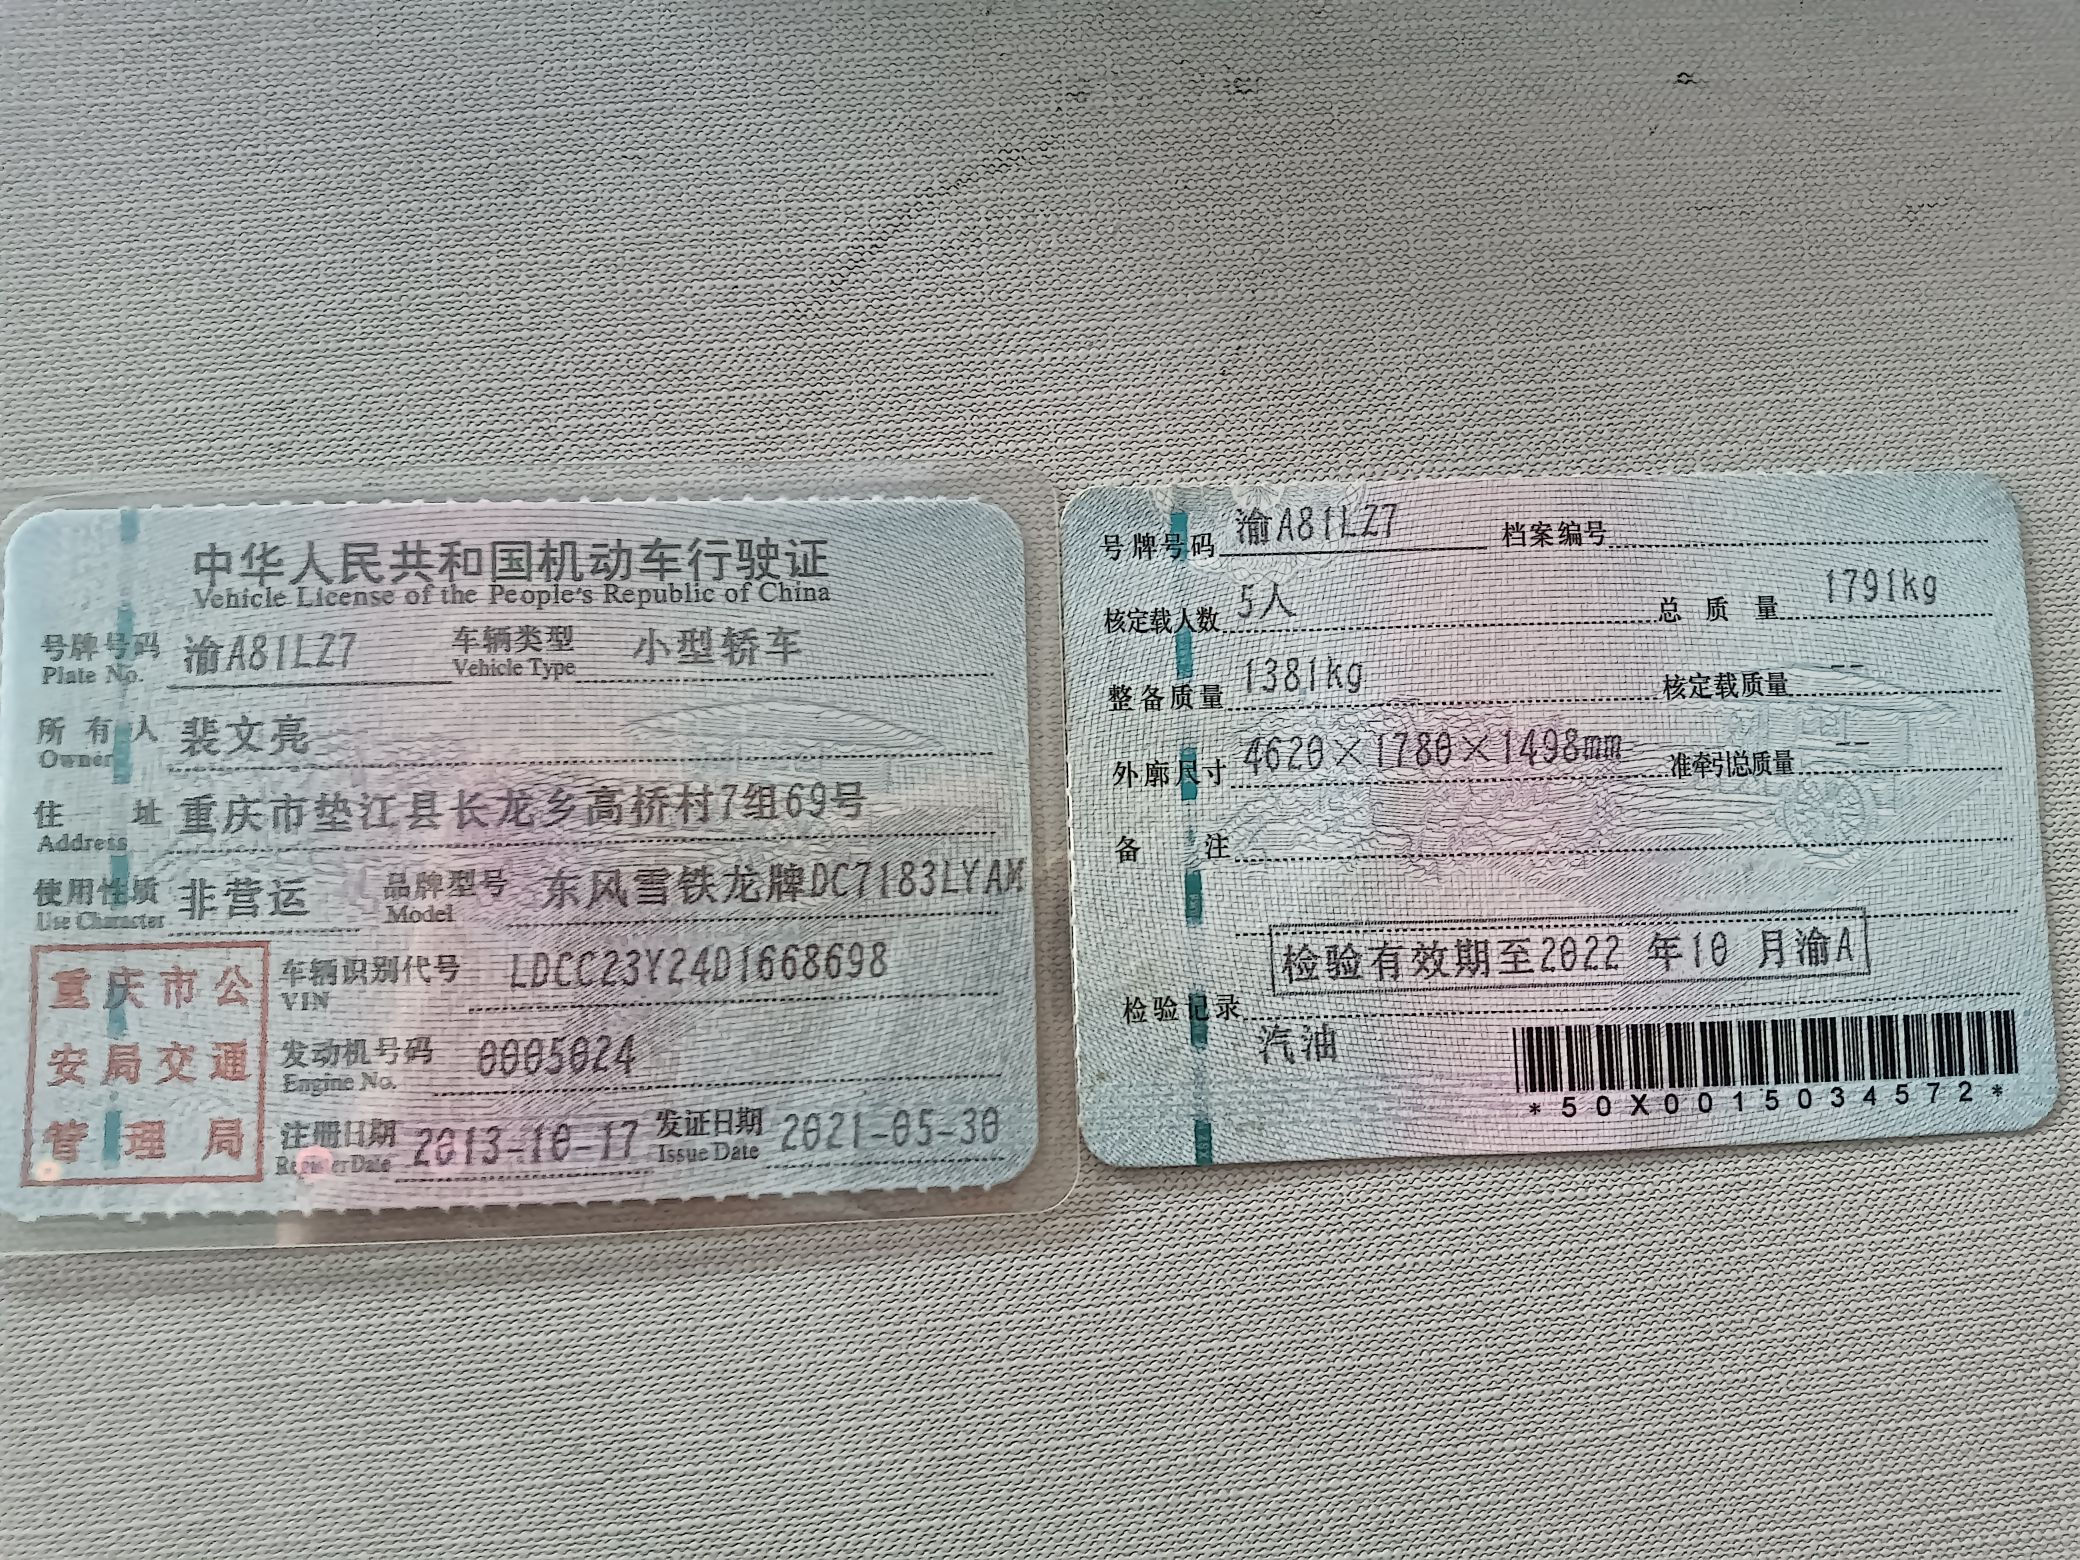 中华人民共和国机动车行驶证
Vehicle License of the People's Republic of China
号牌号码 渝A81LZ7 车辆类型 小型轿车
Plate No. Vehicle Type
所有人 裴文亮
Owner
住址 重庆市垫江县长龙乡高桥村7组69号
Address
使用性质 非营运 品牌型号 东风雪铁龙牌DC7183LYAM
Use Character Model
重庆市公
安局交通
管理局
车辆识别代号 LDCC23Y24D1668698
VIN
发动机号码 0005024
Engine No.
注册日期 2013-10-17 发证日期 2021-05-30
Register Date Issue Date
号牌号码 渝A81LZ7 档案编号
核定载人数 5人 总质量 1791kg
整备质量 1381kg 核定载质量 --
外廓尺寸 4620×1780×1498mm 准牵引总质量 --
备注
检验有效期至2022 年10 月渝A
检验记录
汽油
*50X0015034572*